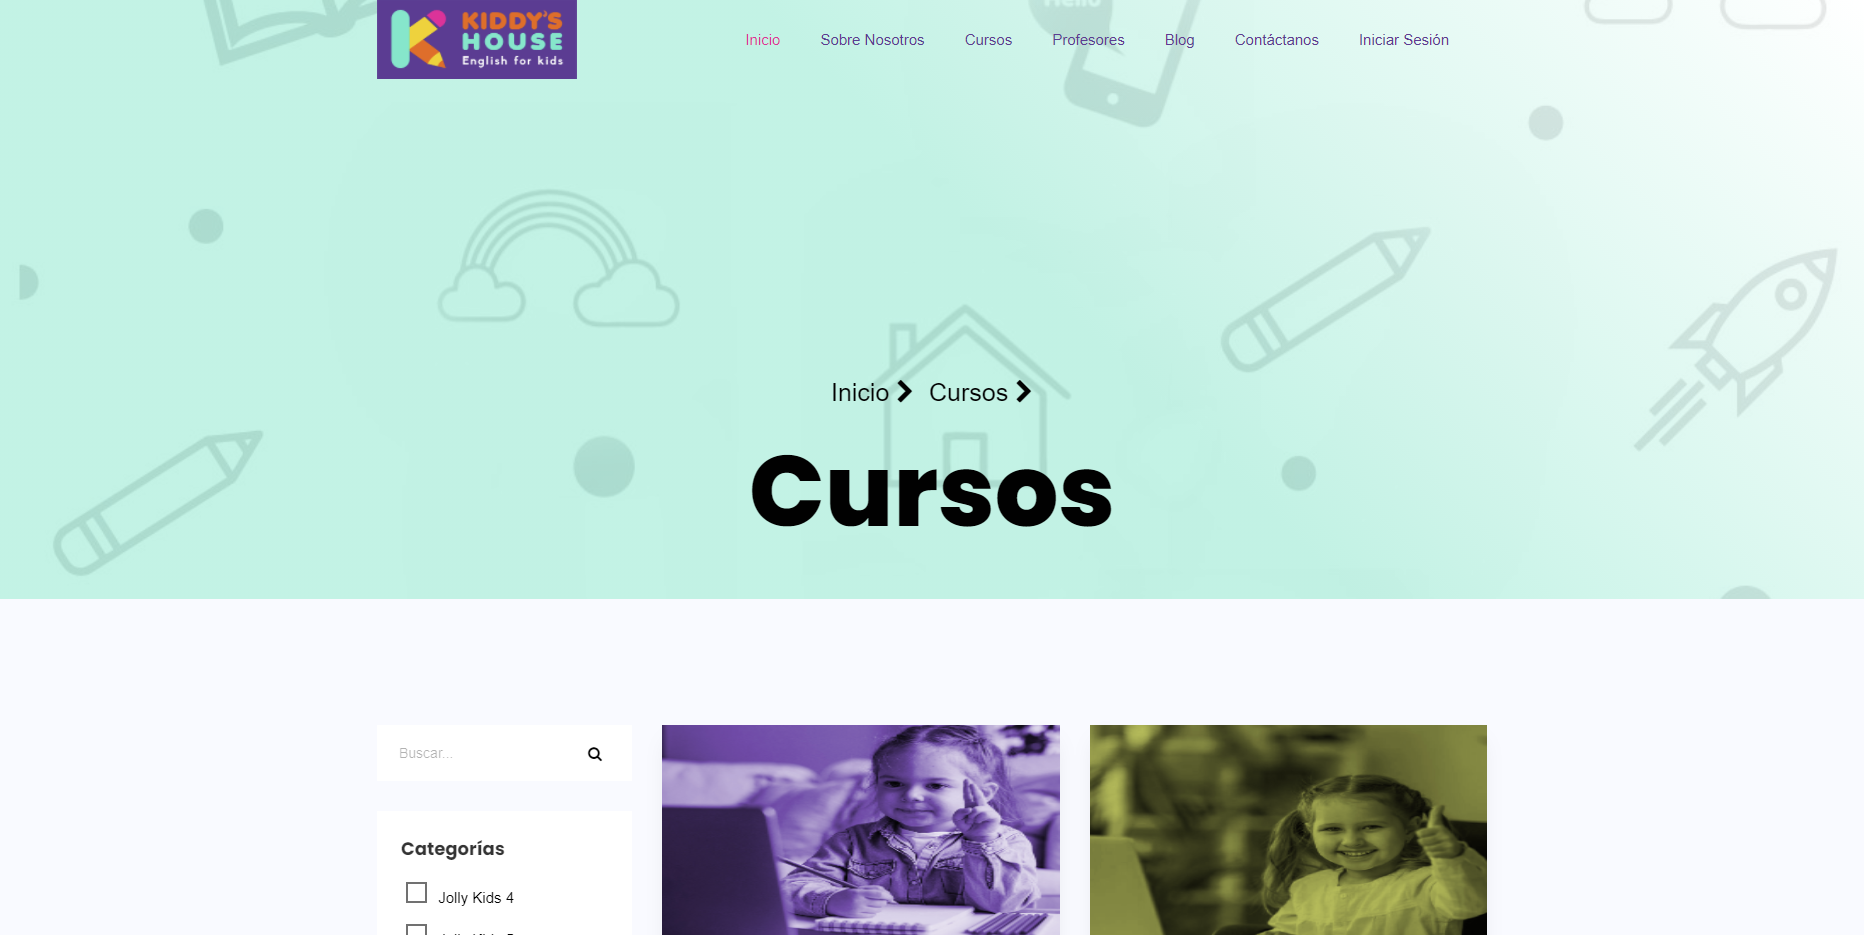 KIDDY'S
HOUSE
English for kids
Hello
Inicio Sobre Nosotros Cursos Profesores Blog Contáctanos Iniciar Sesión
Inicio Cursos
Cursos
Buscar...
Categorías
Jolly Kids 4